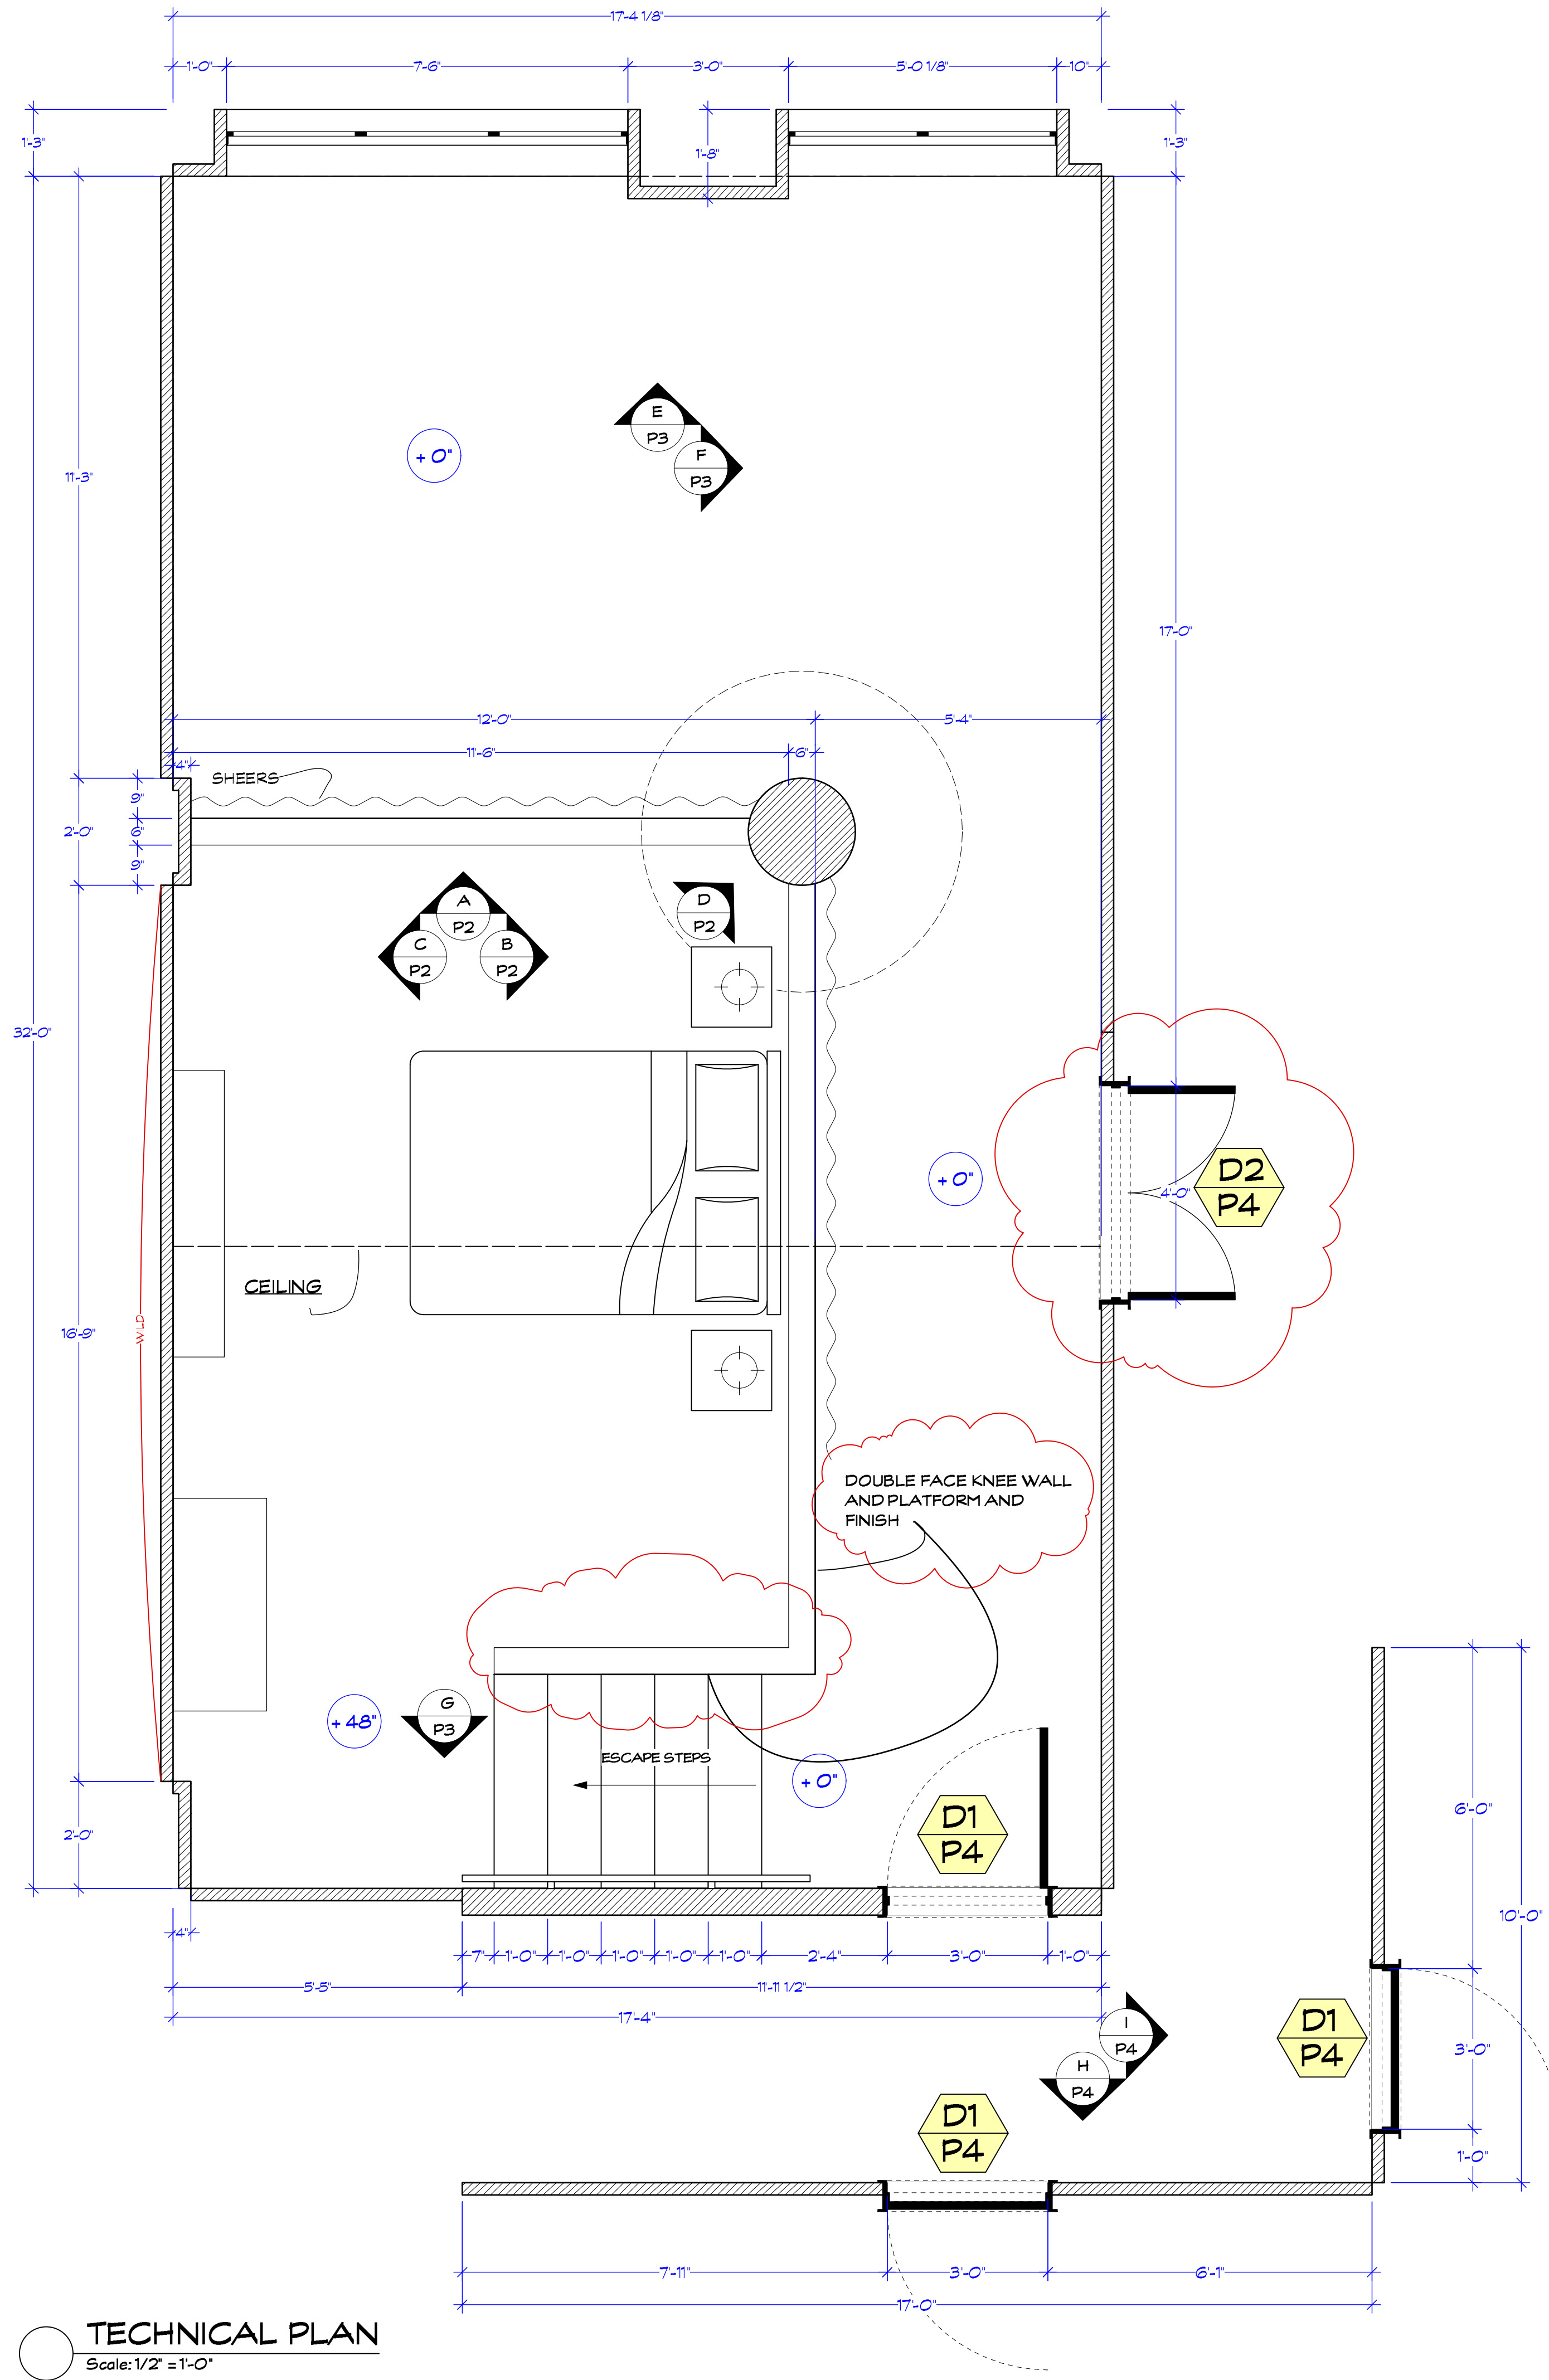 17'-4 1/8"
1'-0"
7'-6"
3'-0"
5'-0 1/8"
10"
1'-3"
1'-8"
1'-3"
E
P3
F
P3
+ 0"
11'-3"
17'-0"
12'-0"
5'-4"
11'-6"
6"
4"
SHEERS
9"
2'-0"
6"
9"
A
P2
C
P2
B
P2
D
P2
32'-0"
+ 0"
D2
P4
4'-0"
CEILING
WILD
16'-9"
DOUBLE FACE KNEE WALL
AND PLATFORM AND
FINISH
+ 48"
G
P3
ESCAPE STEPS
+ 0"
D1
P4
2'-0"
6'-0"
10'-0"
4"
7"
1'-0"
1'-0"
1'-0"
1'-0"
1'-0"
2'-4"
3'-0"
1'-0"
5'-5"
11'-11 1/2"
17'-4"
I
P4
H
P4
D1
P4
3'-0"
D1
P4
1'-0"
7'-11"
3'-0"
6'-1"
17'-0"
TECHNICAL PLAN
Scale: 1/2" = 1'-0"